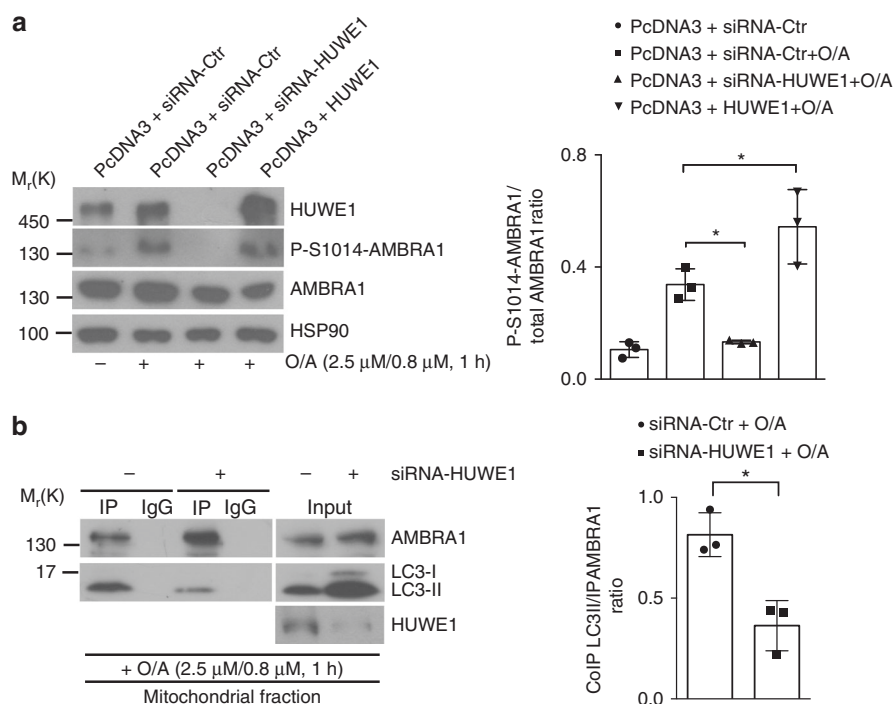 a
PcDNA3 + siRNA-Ctr
PcDNA3 + siRNA-Ctr
PcDNA3 + siRNA-HUWE1
PcDNA3 + HUWE1
Mr(K)
450
HUWE1
130
P-S1014-AMBRA1
130
AMBRA1
100
HSP90
– + + + O/A (2.5 µM/0.8 µM, 1 h)
PcDNA3 + siRNA-Ctr
PcDNA3 + siRNA-Ctr+O/A
PcDNA3 + siRNA-HUWE1+O/A
PcDNA3 + HUWE1+O/A
P-S1014-AMBRA1/
total AMBRA1 ratio
0.8
0.4
0.0
*
*
b
– + – + siRNA-HUWE1
Mr(K)
IP IgG IP IgG Input
130
AMBRA1
17
LC3-I
LC3-II
HUWE1
+ O/A (2.5 µM/0.8 µM, 1 h)
Mitochondrial fraction
siRNA-Ctr + O/A
siRNA-HUWE1 + O/A
CoIP LC3II/IPAMBRA1
ratio
1.0
0.5
0.0
*